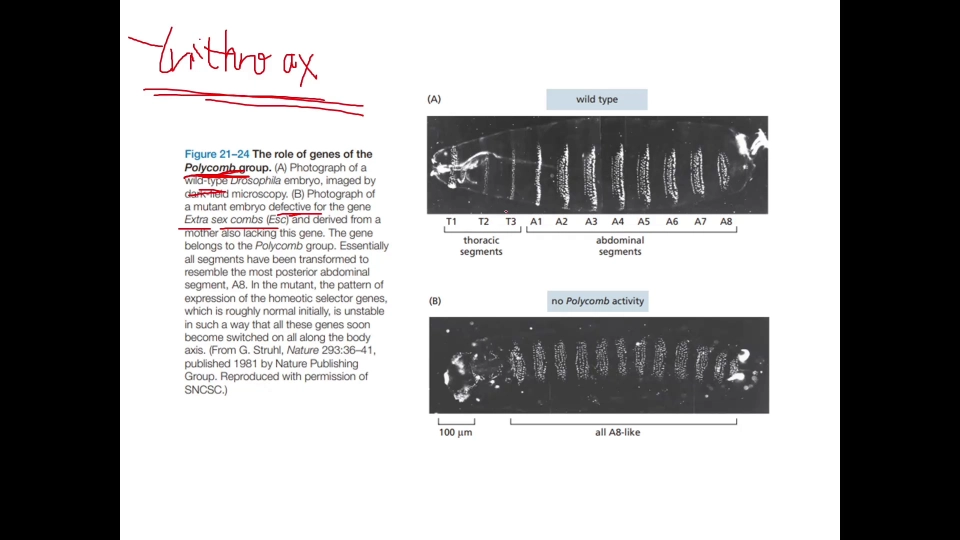 Trithro ax
Figure 21–24 The role of genes of the
Polycomb group. (A) Photograph of a
wild-type Drosophila embryo, imaged by
dark-field microscopy. (B) Photograph of
a mutant embryo defective for the gene
Extra sex combs (Esc) and derived from a
mother also lacking this gene. The gene
belongs to the Polycomb group. Essentially
all segments have been transformed to
resemble the most posterior abdominal
segment, A8. In the mutant, the pattern of
expression of the homeotic selector genes,
which is roughly normal initially, is unstable
in such a way that all these genes soon
become switched on all along the body
axis. (From G. Struhl, Nature 293:36–41,
published 1981 by Nature Publishing
Group. Reproduced with permission of
SNCSC.)
(A)
wild type
T1 T2 T3 A1 A2 A3 A4 A5 A6 A7 A8
thoracic
segments
abdominal
segments
(B)
no Polycomb activity
100 μm
all A8-like